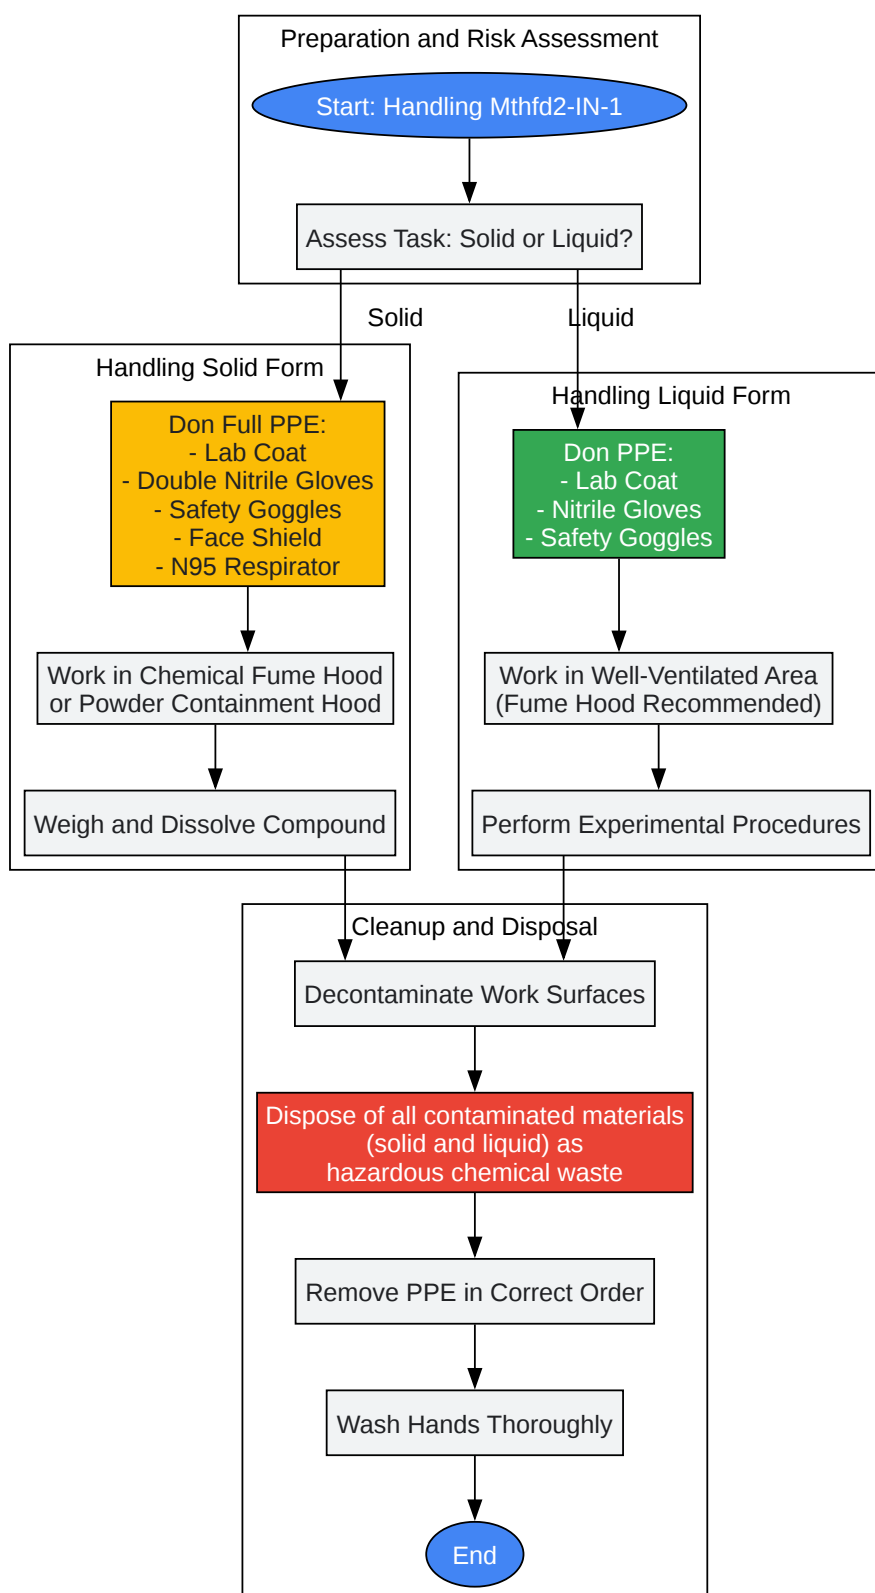 Preparation and Risk Assessment
Start: Handling Mthfd2-IN-1
Assess Task: Solid or Liquid?
Solid
Liquid
Handling Solid Form
Don Full PPE:
- Lab Coat
- Double Nitrile Gloves
- Safety Goggles
- Face Shield
- N95 Respirator
Work in Chemical Fume Hood
or Powder Containment Hood
Weigh and Dissolve Compound
Handling Liquid Form
Don PPE:
- Lab Coat
- Nitrile Gloves
- Safety Goggles
Work in Well-Ventilated Area
(Fume Hood Recommended)
Perform Experimental Procedures
Cleanup and Disposal
Decontaminate Work Surfaces
Dispose of all contaminated materials
(solid and liquid) as
hazardous chemical waste
Remove PPE in Correct Order
Wash Hands Thoroughly
End